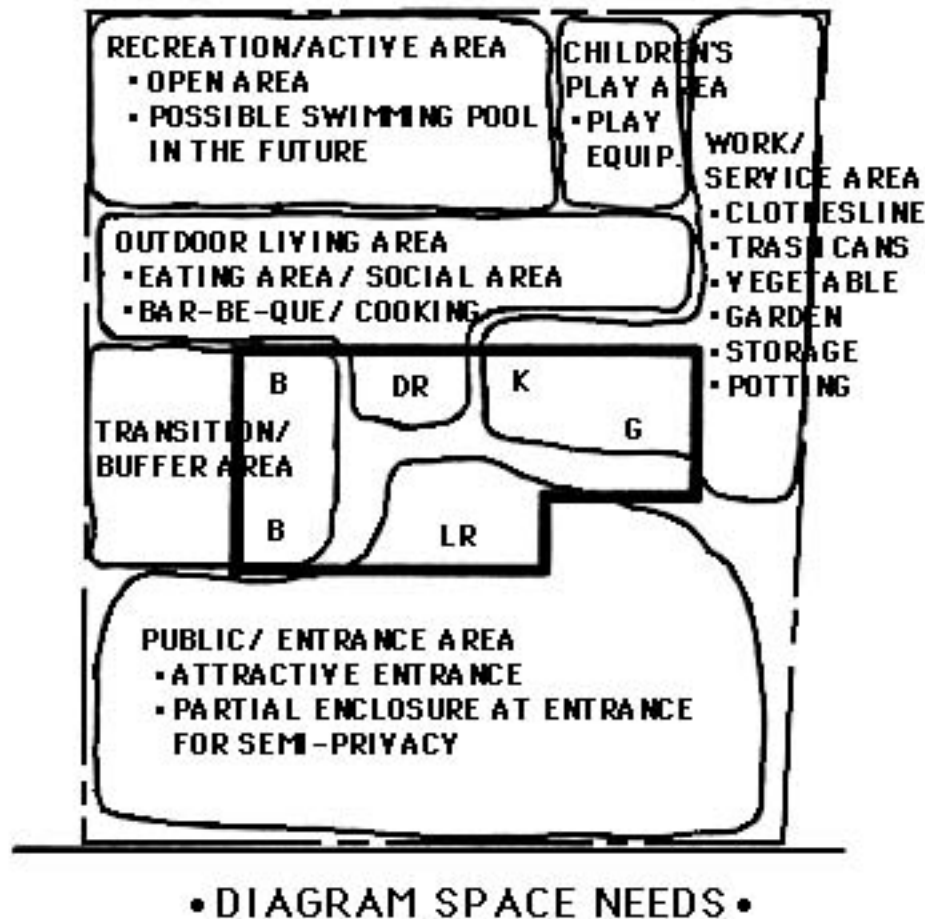 RECREATION/ACTIVE AREA
• OPEN AREA
• POSSIBLE SWIMMING POOL
IN THE FUTURE
CHILDREN'S
PLAY AREA
• PLAY
EQUIP.
WORK/
SERVICE AREA
• CLOTHESLINE
• TRASH CANS
• VEGETABLE
• GARDEN
• STORAGE
• POTTING
OUTDOOR LIVING AREA
• EATING AREA/ SOCIAL AREA
• BAR-BE-QUE/ COOKING
B
DR
K
G
TRANSITION/
BUFFER AREA
B
LR
PUBLIC/ ENTRANCE AREA
• ATTRACTIVE ENTRANCE
• PARTIAL ENCLOSURE AT ENTRANCE
FOR SEMI-PRIVACY
• DIAGRAM SPACE NEEDS •